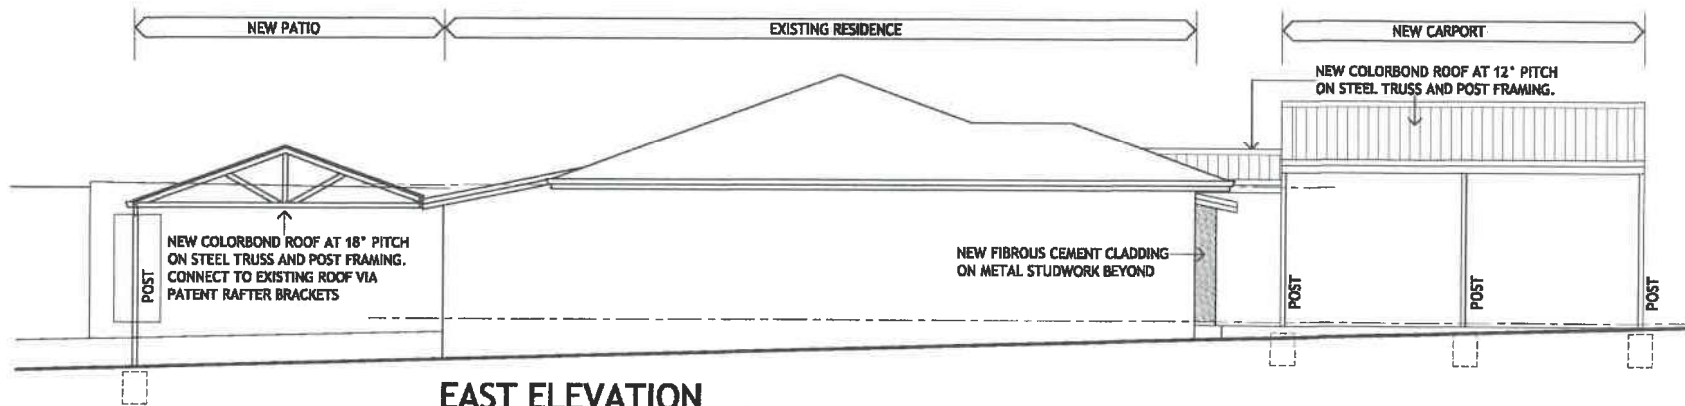 NEW PATIO
EXISTING RESIDENCE
NEW CARPORT
NEW COLORBOND ROOF AT 12° PITCH
ON STEEL TRUSS AND POST FRAMING.
NEW COLORBOND ROOF AT 18° PITCH
ON STEEL TRUSS AND POST FRAMING.
CONNECT TO EXISTING ROOF VIA
PATENT RAFTER BRACKETS
POST
NEW FIBROUS CEMENT CLADDING
ON METAL STUDWORK BEYOND
POST
POST
POST
EAST ELEVATION